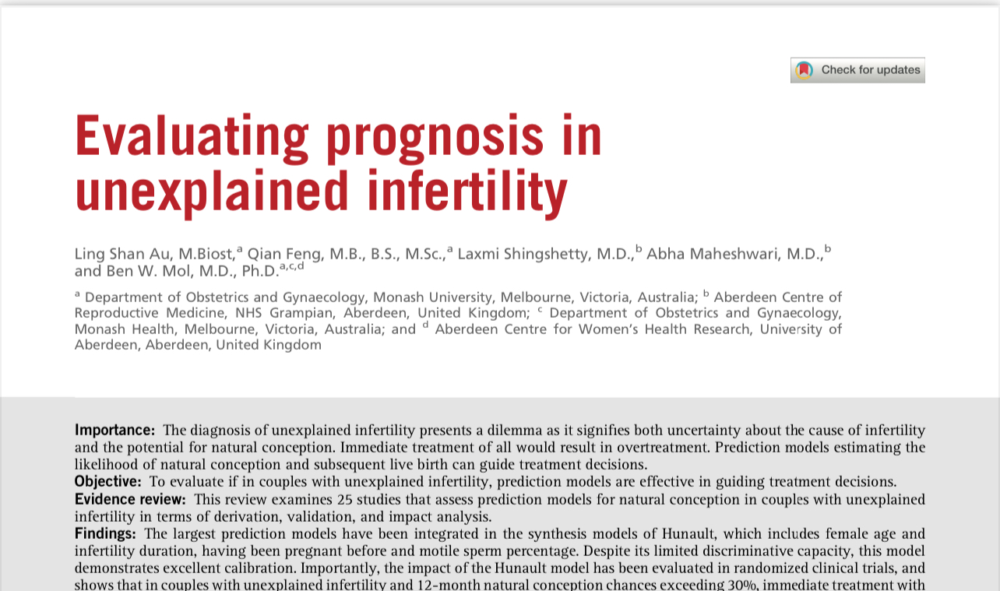 Check for updates
Evaluating prognosis in
unexplained infertility
Ling Shan Au, M.Biost,ᵃ Qian Feng, M.B., B.S., M.Sc.,ᵃ Laxmi Shingshetty, M.D.,ᵇ Abha Maheshwari, M.D.,ᵇ
and Ben W. Mol, M.D., Ph.D.ᵃ,ᶜ,ᵈ
ᵃ Department of Obstetrics and Gynaecology, Monash University, Melbourne, Victoria, Australia; ᵇ Aberdeen Centre of
Reproductive Medicine, NHS Grampian, Aberdeen, United Kingdom; ᶜ Department of Obstetrics and Gynaecology,
Monash Health, Melbourne, Victoria, Australia; and ᵈ Aberdeen Centre for Women's Health Research, University of
Aberdeen, Aberdeen, United Kingdom
Importance: The diagnosis of unexplained infertility presents a dilemma as it signifies both uncertainty about the cause of infertility
and the potential for natural conception. Immediate treatment of all would result in overtreatment. Prediction models estimating the
likelihood of natural conception and subsequent live birth can guide treatment decisions.
Objective: To evaluate if in couples with unexplained infertility, prediction models are effective in guiding treatment decisions.
Evidence review: This review examines 25 studies that assess prediction models for natural conception in couples with unexplained
infertility in terms of derivation, validation, and impact analysis.
Findings: The largest prediction models have been integrated in the synthesis models of Hunault, which includes female age and
infertility duration, having been pregnant before and motile sperm percentage. Despite its limited discriminative capacity, this model
demonstrates excellent calibration. Importantly, the impact of the Hunault model has been evaluated in randomized clinical trials, and
shows that in couples with unexplained infertility and 12-month natural conception chances exceeding 30%, immediate treatment with